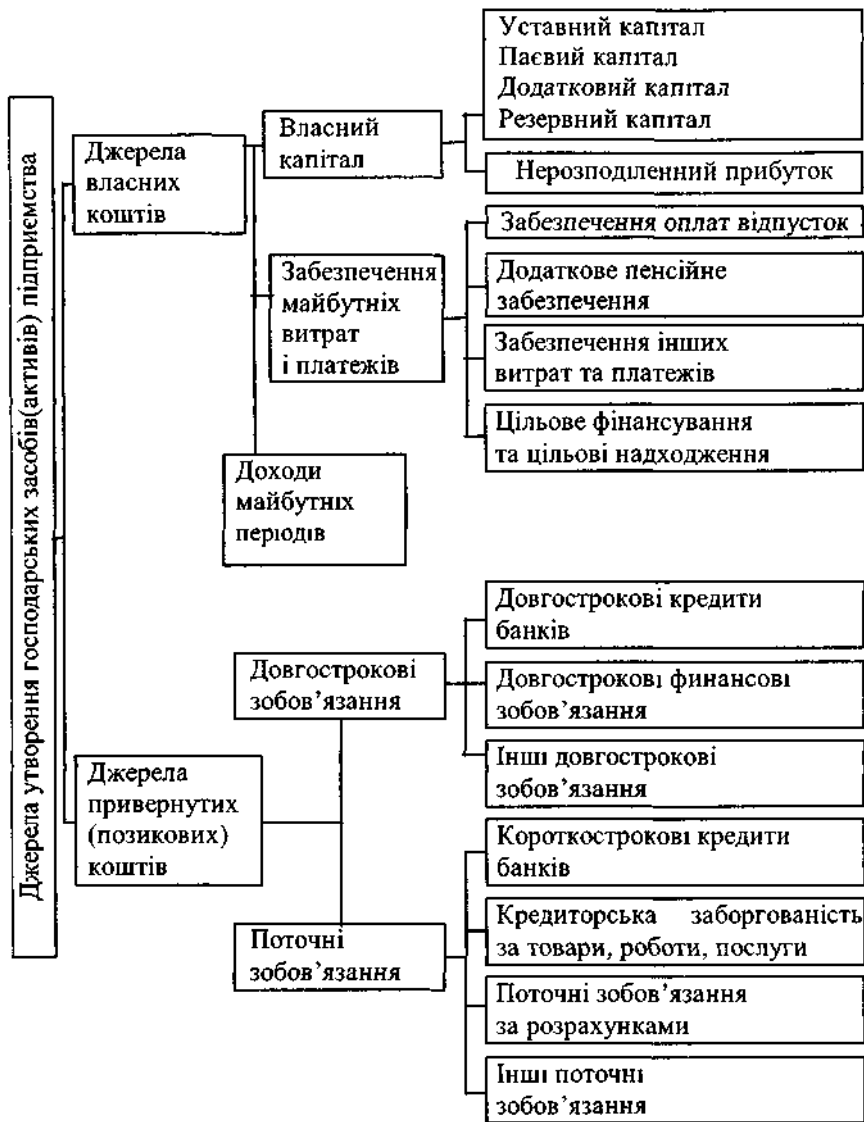 Джерела утворення господарських засобів(активів) підприємства
Джерела
власних
коштів
Власний
капітал
Уставний капітал
Паєвий капітал
Додатковий капітал
Резервний капітал
Нерозподіленний прибуток
Забезпечення
майбутніх
витрат
і платежів
Забезпечення оплат відпусток
Додаткове пенсійне
забезпечення
Забезпечення інших
витрат та платежів
Цільове фінансування
та цільові надходження
Доходи
майбутніх
періодів
Джерела
привернутих
(позикових)
коштів
Довгострокові
зобов’язання
Довгострокові кредити
банків
Довгострокові финансові
зобов’язання
Інші довгострокові
зобов’язання
Поточні
зобов’язання
Короткострокові кредити
банків
Кредиторська заборгованість
за товари, роботи, послуги
Поточні зобов’язання
за розрахунками
Інші поточні
зобов’язання